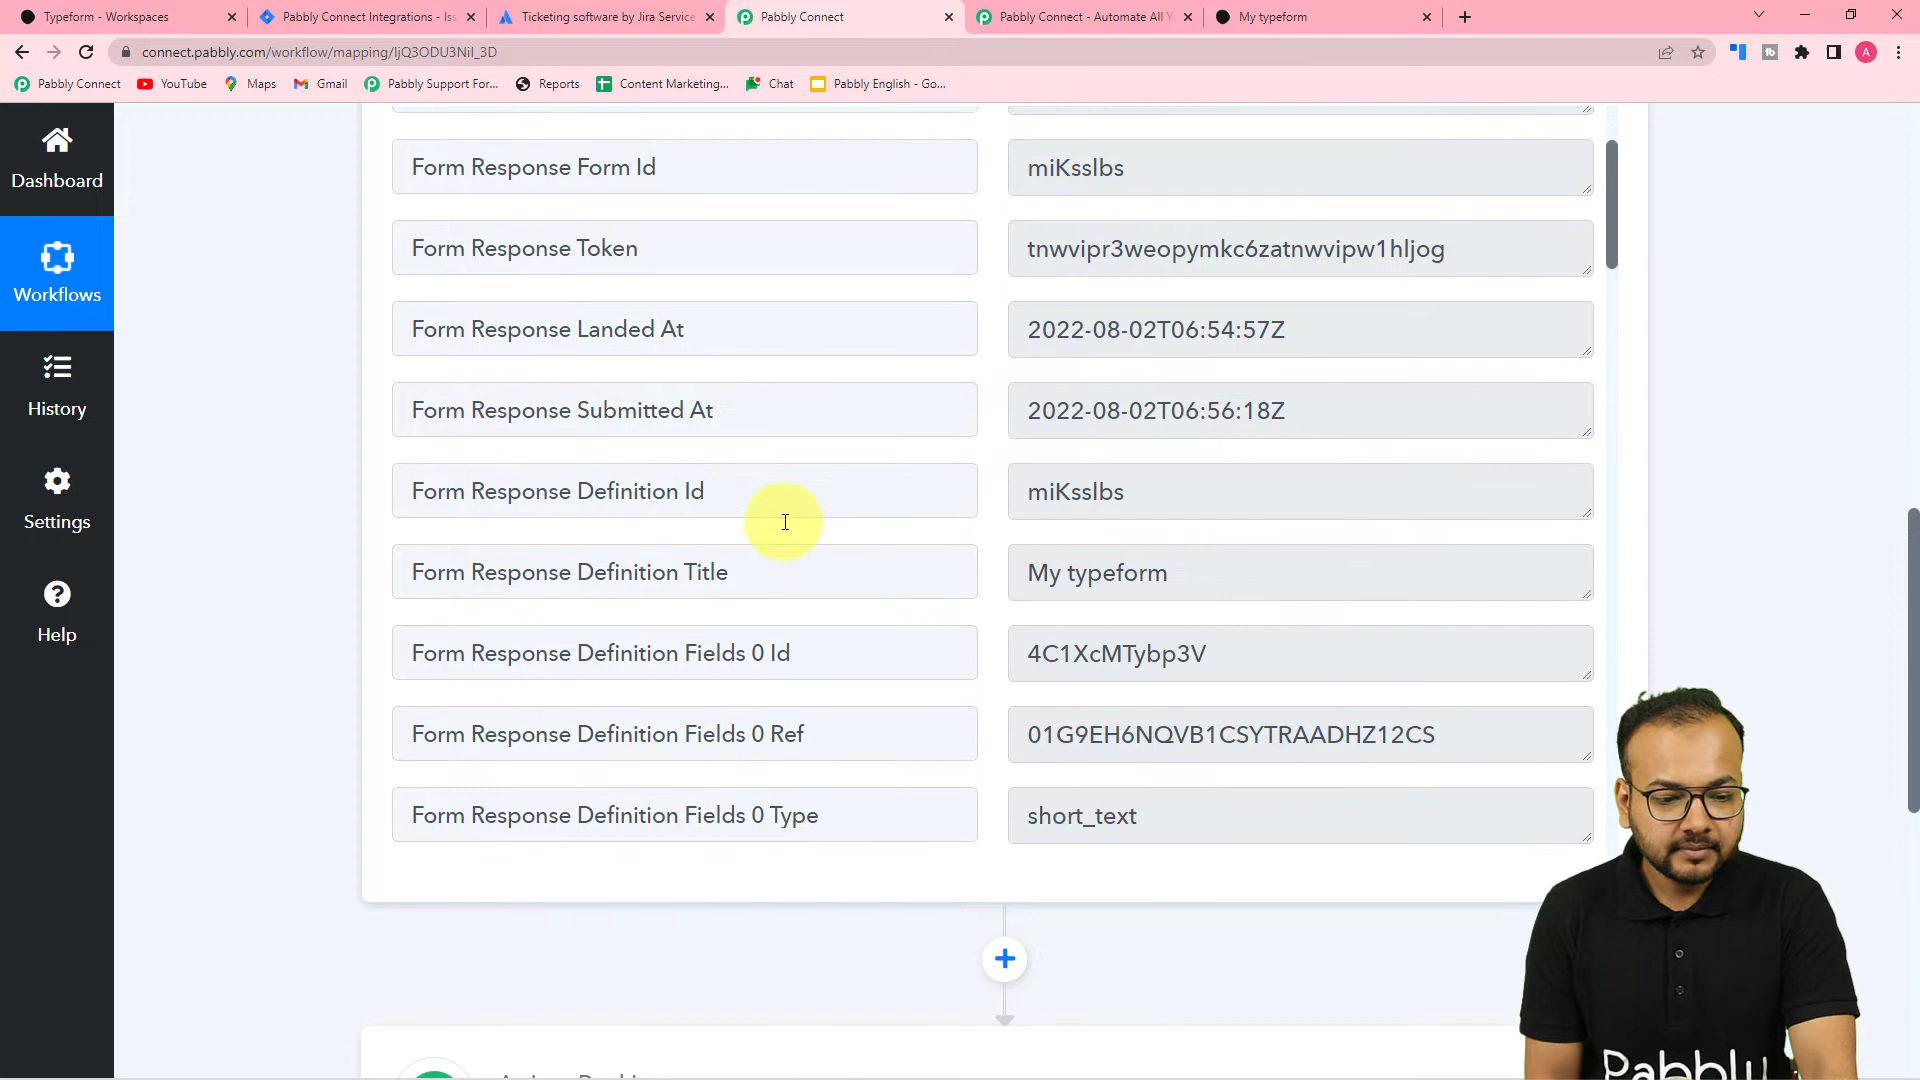 Typeform - Workspaces
Pabbly Connect Integrations - Iss
Ticketing software by Jira Service
Pabbly Connect
Pabbly Connect - Automate All Y
My typeform
connect.pabbly.com/workflow/mapping/IjQ3ODU3NiI_3D
A
Pabbly Connect
YouTube
Maps
Gmail
Pabbly Support For...
Reports
Content Marketing...
Chat
Pabbly English - Go...
Dashboard
Workflows
History
Settings
Help
Form Response Form Id
miKsslbs
Form Response Token
tnwvipr3weopymkc6zatnwvipw1hljog
Form Response Landed At
2022-08-02T06:54:57Z
Form Response Submitted At
2022-08-02T06:56:18Z
Form Response Definition Id
miKsslbs
Form Response Definition Title
My typeform
Form Response Definition Fields 0 Id
4C1XcMTybp3V
Form Response Definition Fields 0 Ref
01G9EH6NQVB1CSYTRAADHZ12CS
Form Response Definition Fields 0 Type
short_text
Pabbly